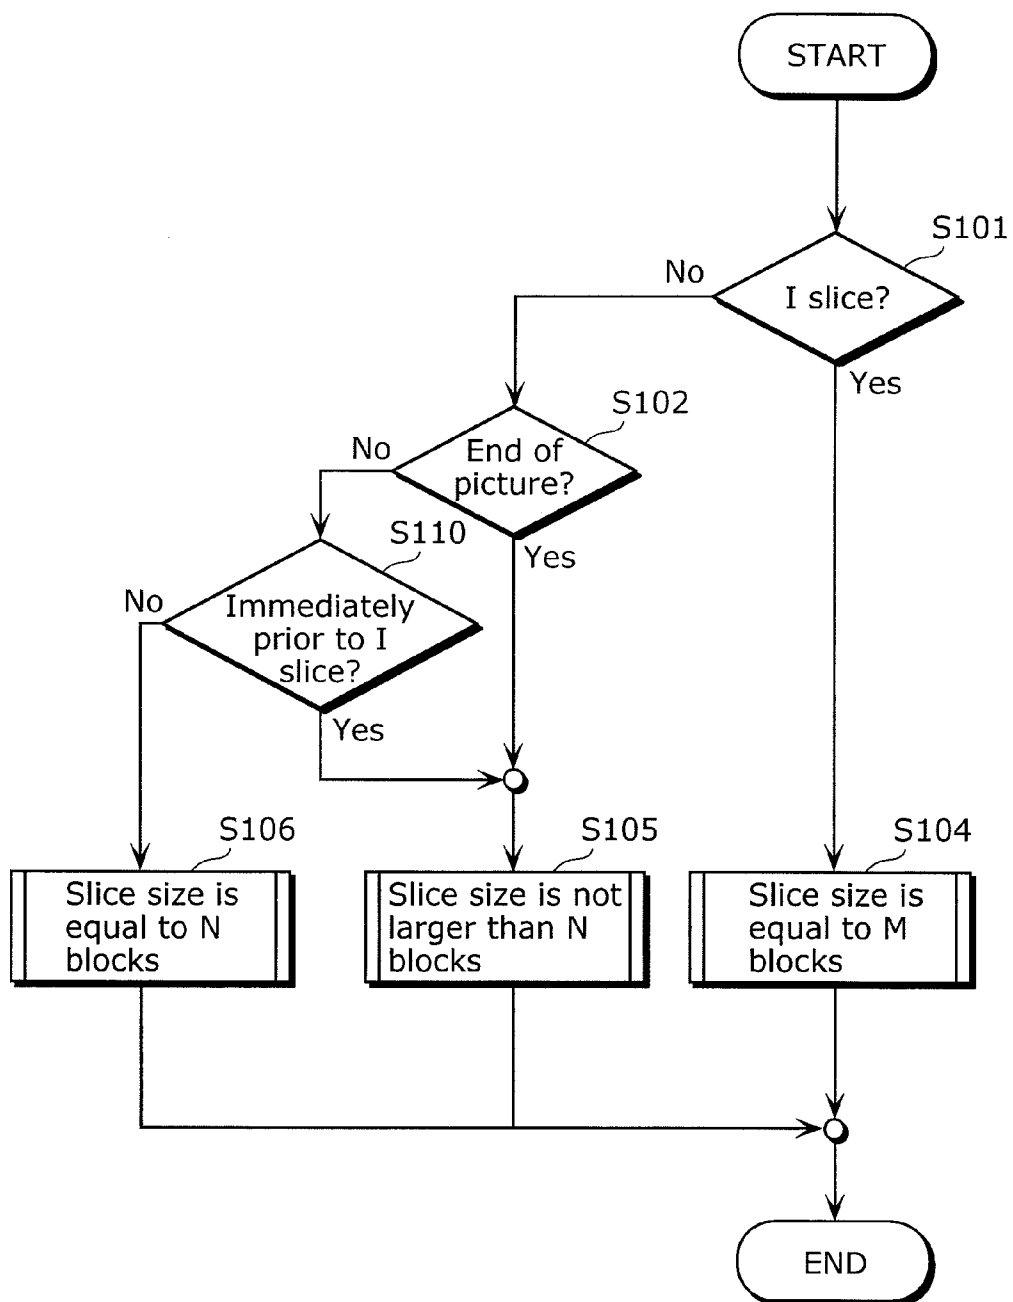 START
S101
No
I slice?
Yes
S102
No
End of
picture?
Yes
S110
No
Immediately
prior to I
slice?
Yes
S106
Slice size is
equal to N
blocks
S105
Slice size is not
larger than N
blocks
S104
Slice size is
equal to M
blocks
END